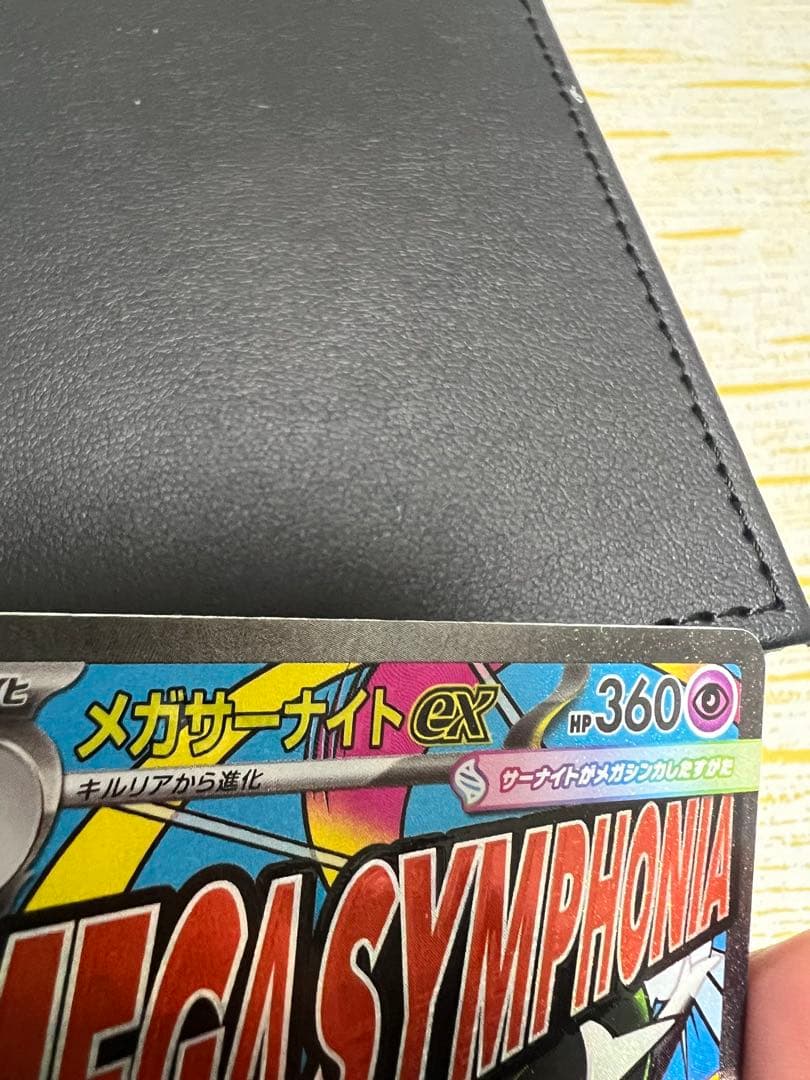 メガサーナイトex HP360
キルリアから進化
サーナイトがメガシンカしたすがた
MEGA SYMPHONIA